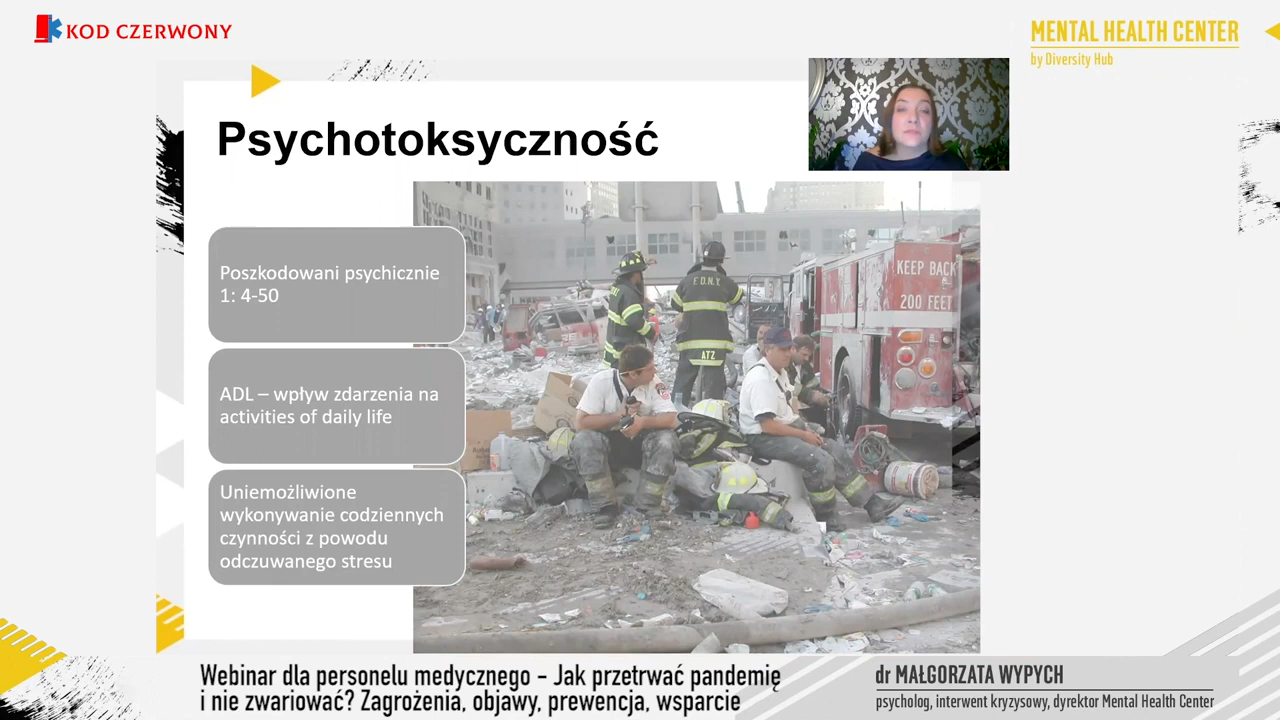 KOD CZERWONY
MENTAL HEALTH CENTER
by Diversity Hub
Psychotoksyczność
Poszkodowani psychicznie
1: 4-50
ADL – wpływ zdarzenia na
activities of daily life
Uniemożliwione
wykonywanie codziennych
czynności z powodu
odczuwanego stresu
F.D.N.Y.
ATZ
KEEP BACK
200 FEET
Webinar dla personelu medycznego – Jak przetrwać pandemię
i nie zwariować? Zagrożenia, objawy, prewencja, wsparcie
dr MAŁGORZATA WYPYCH
psycholog, interwent kryzysowy, dyrektor Mental Health Center